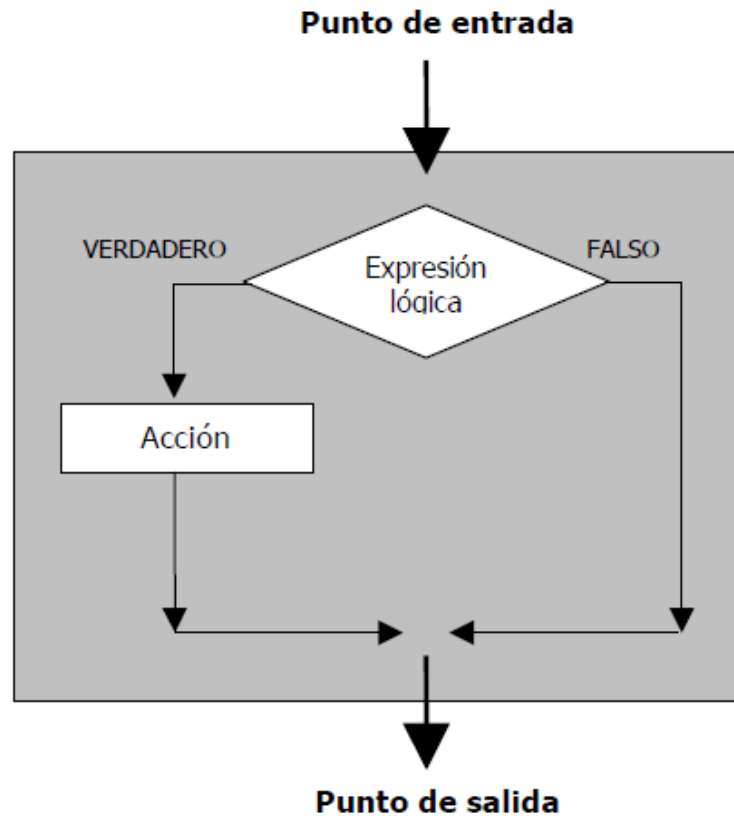 Punto de entrada
VERDADERO
FALSO
Expresión
lógica
Acción
Punto de salida